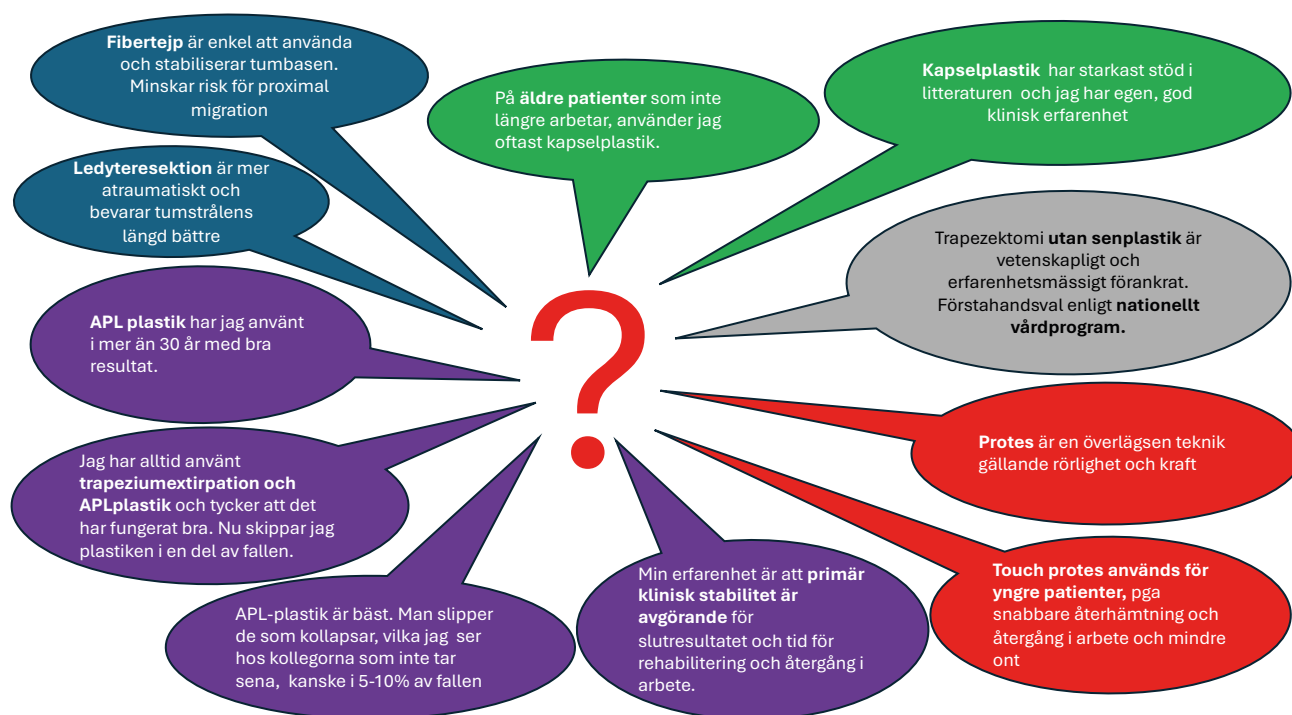 Fibertejp är enkel att använda
och stabiliserar tumbasen.
Minskar risk för proximal
migration
På äldre patienter som inte
längre arbetar, använder jag
oftast kapselplastik.
Kapselplastik  har starkast stöd i
litteraturen  och jag har egen, god
klinisk erfarenhet
Ledyteresektion är mer
atraumatiskt och
bevarar tumstrålens
längd bättre
Trapezektomi utan senplastik är
vetenskapligt och
erfarenhetsmässigt förankrat.
Förstahandsval enligt nationellt
vårdprogram.
APL plastik har jag använt
i mer än 30 år med bra
resultat.
?
Protes är en överlägsen teknik
gällande rörlighet och kraft
Jag har alltid använt
trapeziumextirpation och
APLplastik och tycker att det
har fungerat bra. Nu skippar jag
plastiken i en del av fallen.
APL-plastik är bäst. Man slipper
de som kollapsar, vilka jag  ser
hos kollegorna som inte tar
sena,  kanske i 5-10% av fallen
Min erfarenhet är att primär
klinisk stabilitet är
avgörande för
slutresultatet och tid för
rehabilitering och återgång i
arbete.
Touch protes används för
yngre patienter, pga
snabbare återhämtning och
återgång i arbete och mindre
ont